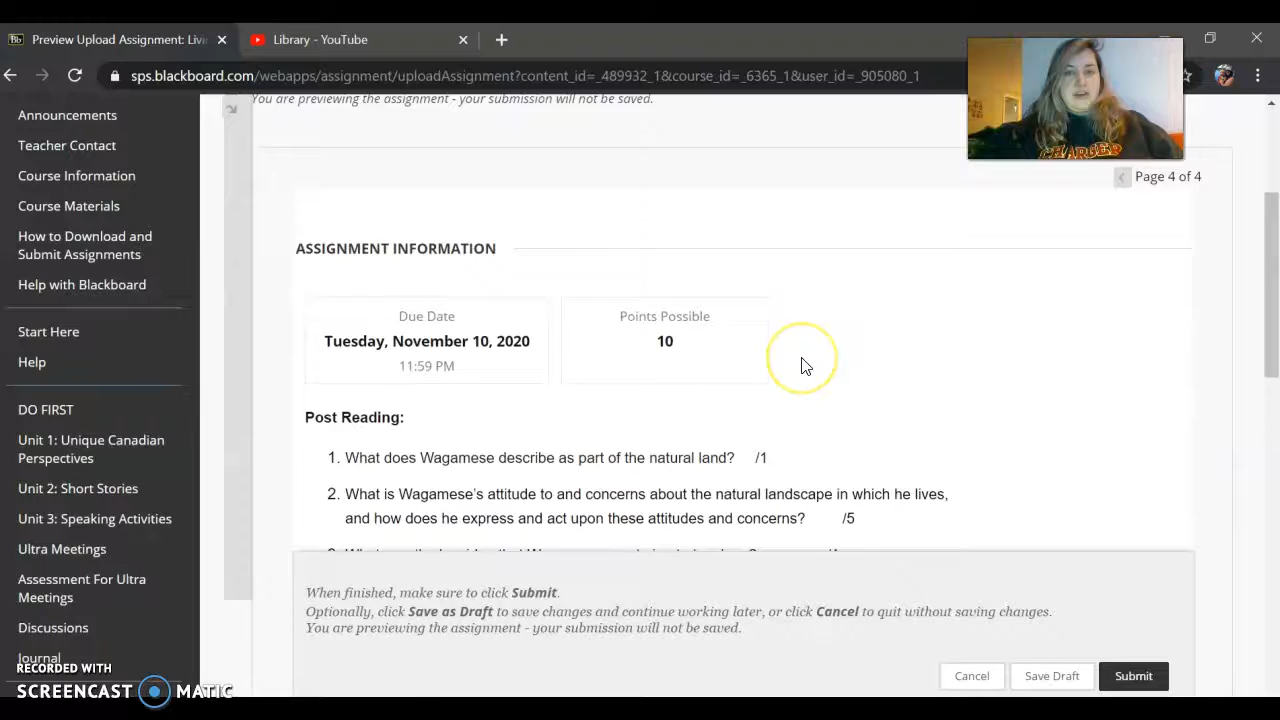 Preview Upload Assignment: Livi
Library - YouTube
sps.blackboard.com/webapps/assignment/uploadAssignment?content_id=_489932_1&course_id=_6365_1&user_id=_905080_1
You are previewing the assignment - your submission will not be saved.
Announcements
Teacher Contact
Course Information
Course Materials
How to Download and
Submit Assignments
Help with Blackboard
Start Here
Help
DO FIRST
Unit 1: Unique Canadian
Perspectives
Unit 2: Short Stories
Unit 3: Speaking Activities
Ultra Meetings
Assessment For Ultra
Meetings
Discussions
Journal
CHARGER
Page 4 of 4
ASSIGNMENT INFORMATION
Due Date
Tuesday, November 10, 2020
11:59 PM
Points Possible
10
Post Reading:
1. What does Wagamese describe as part of the natural land? /1
2. What is Wagamese's attitude to and concerns about the natural landscape in which he lives,
and how does he express and act upon these attitudes and concerns? /5
When finished, make sure to click Submit.
Optionally, click Save as Draft to save changes and continue working later, or click Cancel to quit without saving changes.
You are previewing the assignment - your submission will not be saved.
Cancel
Save Draft
Submit
RECORDED WITH
SCREENCAST MATIC